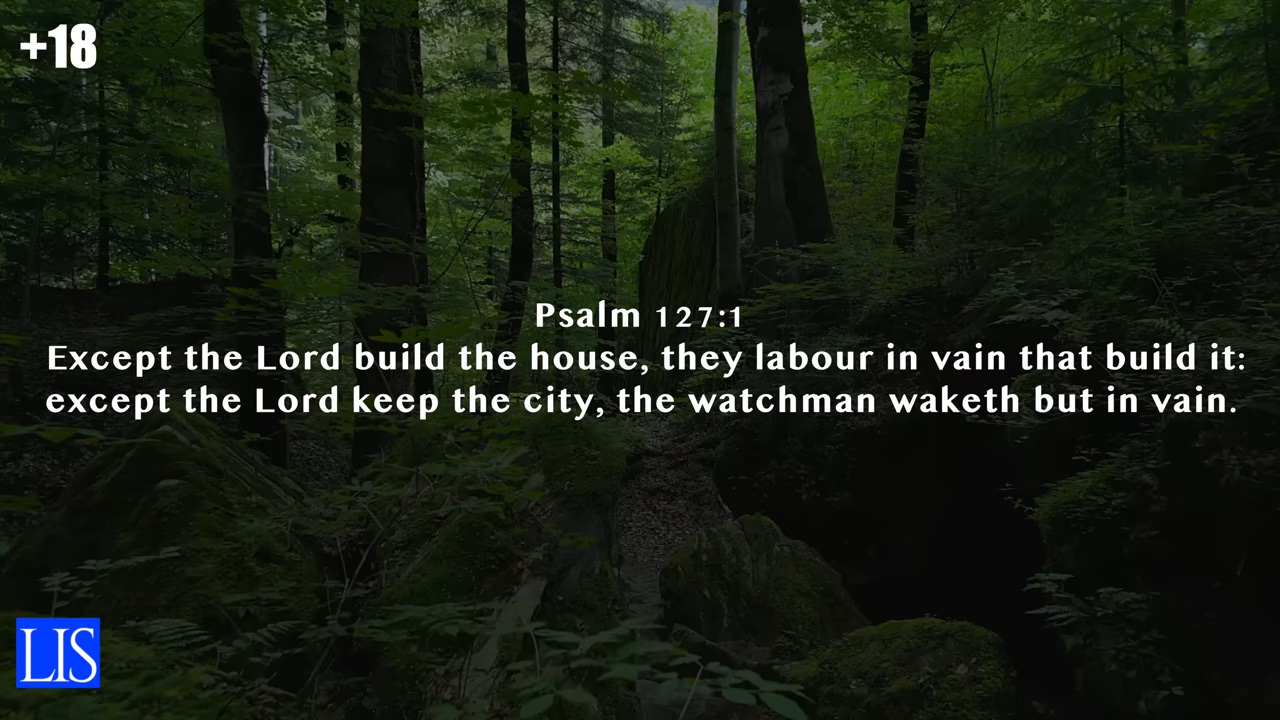 +18
Psalm 127:1
Except the Lord build the house, they labour in vain that build it:
except the Lord keep the city, the watchman waketh but in vain.
LIS